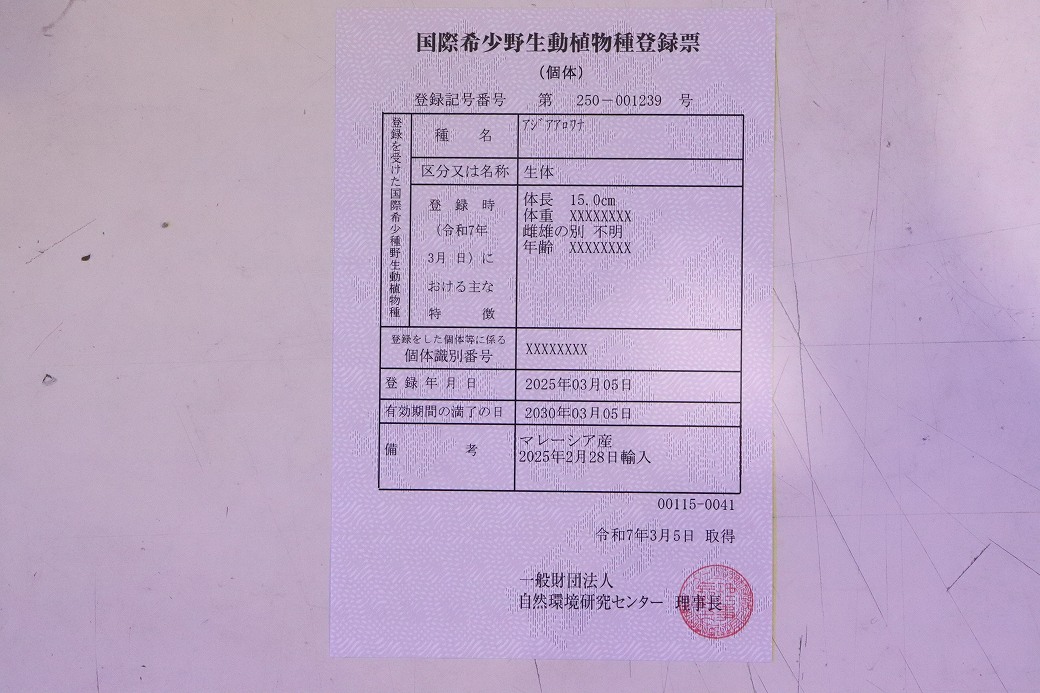 国際希少野生動植物種登録票
（個体）
登録記号番号　第　250－001239　号
登録を受けた国際希少種野生動植物種
種　名
ｱｼﾞｱｱﾛﾜﾅ
区分又は名称
生体
登録時
（令和7年
3月 日）に
おける主な
特　徴
体長　15.0cm
体重　XXXXXXXX
雌雄の別 不明
年齢　XXXXXXXX
登録をした個体等に係る
個体識別番号
XXXXXXXX
登録年月日
2025年03月05日
有効期間の満了の日
2030年03月05日
備　考
マレーシア産
2025年2月28日輸入
00115-0041
令和7年3月5日 取得
一般財団法人
自然環境研究センター　理事長